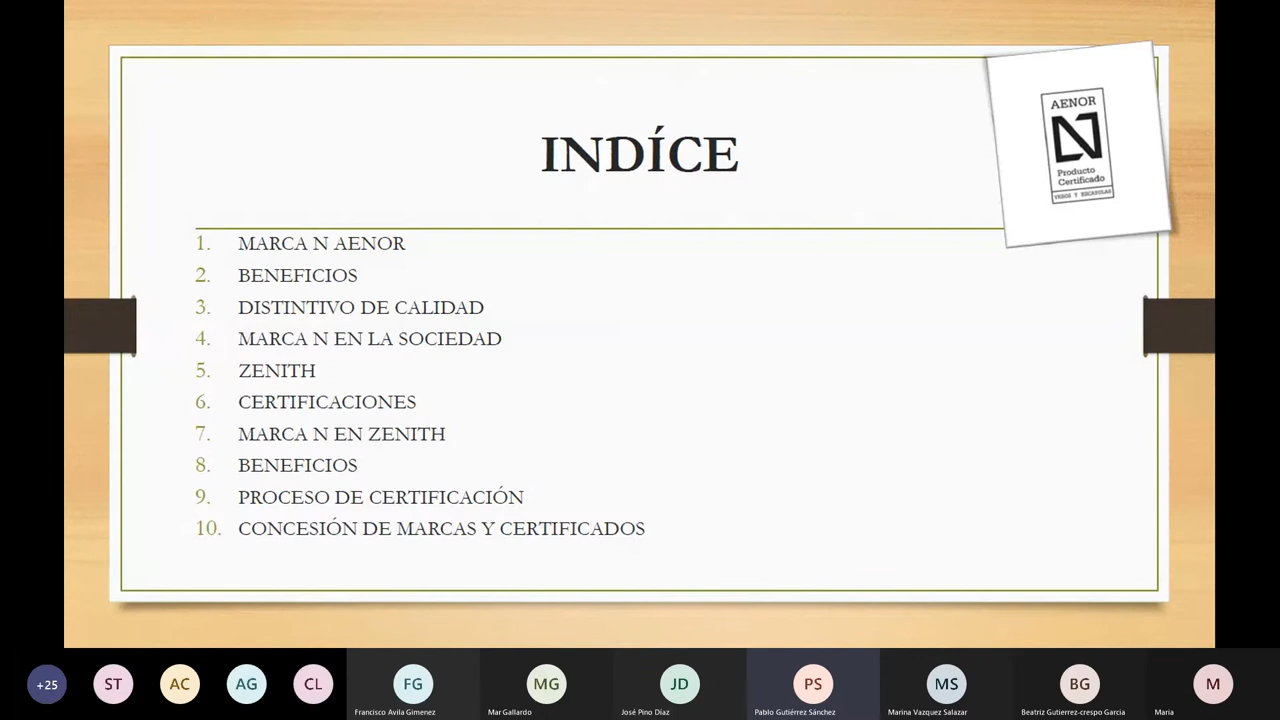 AENOR
Producto
Certificado
YESOS Y ESCAYOLAS
INDÍCE
1. MARCA N AENOR
2. BENEFICIOS
3. DISTINTIVO DE CALIDAD
4. MARCA N EN LA SOCIEDAD
5. ZENITH
6. CERTIFICACIONES
7. MARCA N EN ZENITH
8. BENEFICIOS
9. PROCESO DE CERTIFICACIÓN
10. CONCESIÓN DE MARCAS Y CERTIFICADOS
+25 ST AC AG CL FG MG JD PS MS BG M
Francisco Avila Gimenez Mar Gallardo José Pino Díaz Pablo Gutiérrez Sánchez Marina Vazquez Salazar Beatriz Gutierrez-crespo Garcia Maria